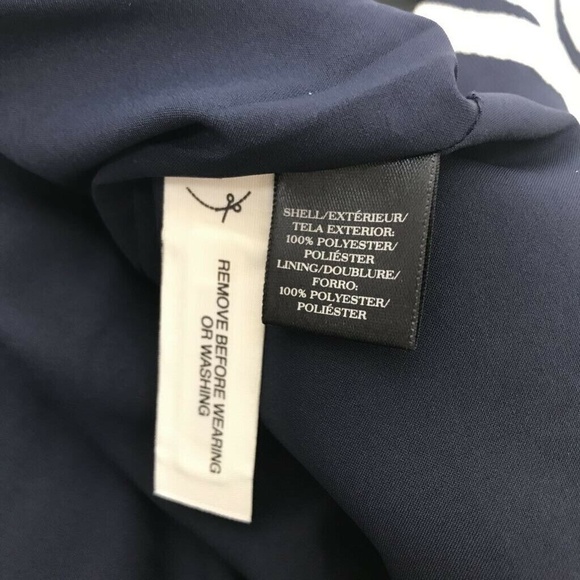 REMOVE BEFORE WEARING
OR WASHING
SHELL/EXTÉRIEUR/
TELA EXTERIOR:
100% POLYESTER/
POLIÉSTER
LINING/DOUBLURE/
FORRO:
100% POLYESTER/
POLIÉSTER